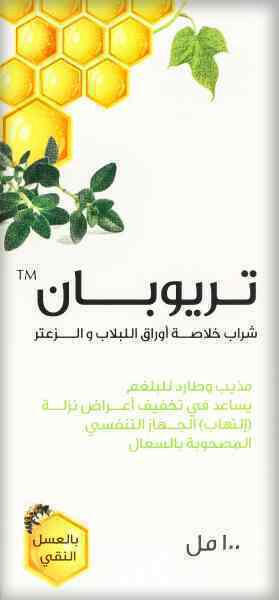 تريوبان™
شراب خلاصة أوراق اللبلاب و الزعتر
مذيب وطارد للبلغم
يساعد في تخفيف أعراض نزلة
(إلتهاب) الجهاز التنفسي
المصحوبة بالسعال
بالعسل
النقي
١٠٠ مل